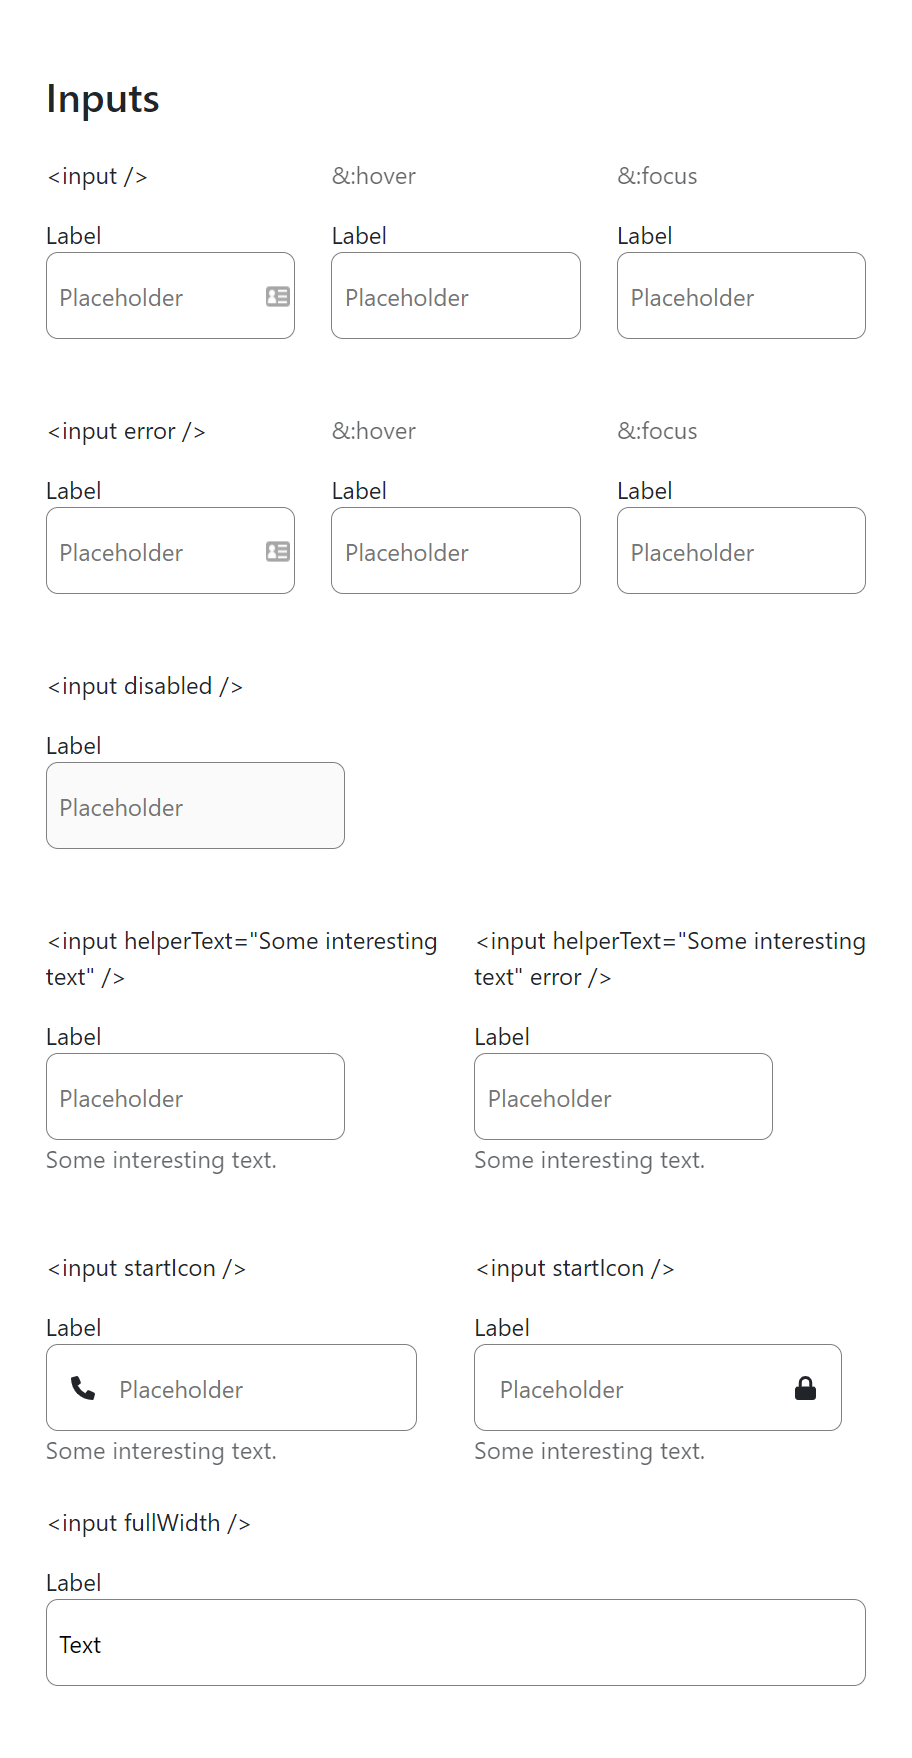 Inputs
<input /> &:hover &:focus
Label Label Label
Placeholder Placeholder Placeholder
<input error /> &:hover &:focus
Label Label Label
Placeholder Placeholder Placeholder
<input disabled />
Label
Placeholder
<input helperText="Some interesting
text" />
<input helperText="Some interesting
text" error />
Label Label
Placeholder Placeholder
Some interesting text. Some interesting text.
<input startIcon /> <input startIcon />
Label Label
Placeholder Placeholder
Some interesting text. Some interesting text.
<input fullWidth />
Label
Text